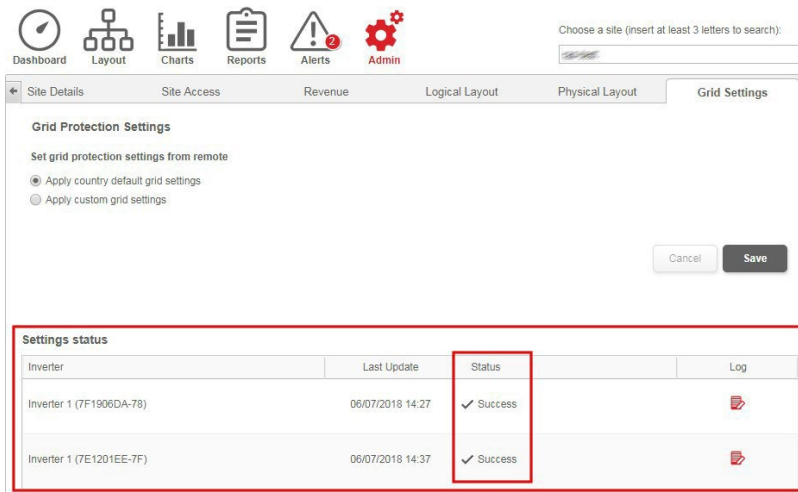 Choose a site (insert at least 3 letters to search):
2
Dashboard Layout Charts Reports Alerts Admin
Site Details Site Access Revenue Logical Layout Physical Layout Grid Settings
Grid Protection Settings
Set grid protection settings from remote
Apply country default grid settings
Apply custom grid settings
Cancel Save
Settings status
Inverter Last Update Status Log
Inverter 1 (7F1906DA-78) 06/07/2018 14:27 Success
Inverter 1 (7E1201EE-7F) 06/07/2018 14:37 Success